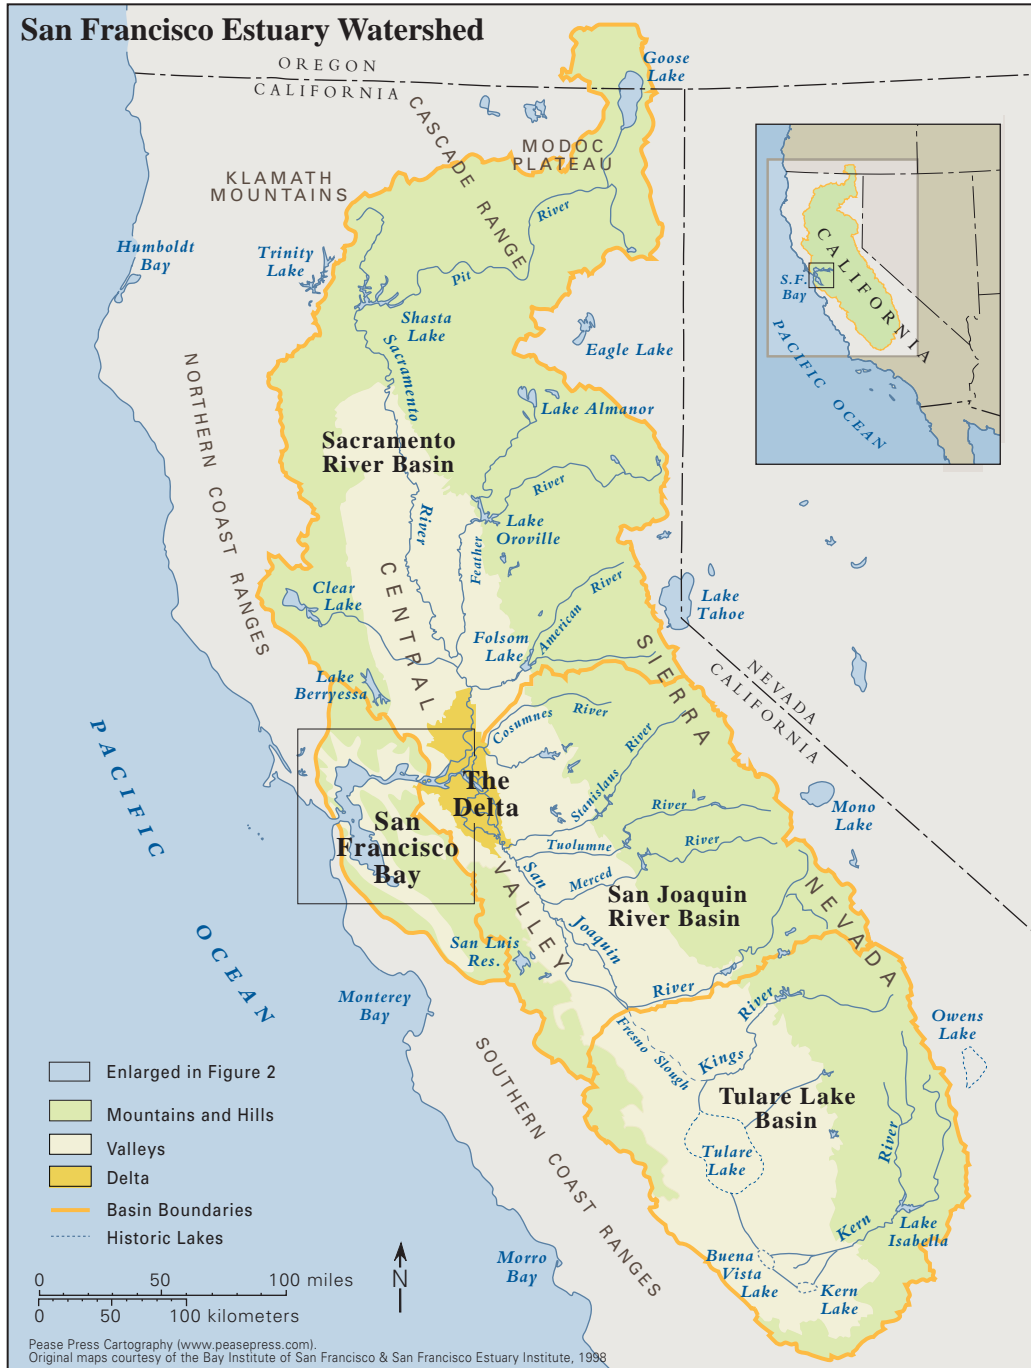 San Francisco Estuary Watershed
OREGON
CALIFORNIA
Goose
Lake
CASCADE RANGE
MODOC
PLATEAU
KLAMATH
MOUNTAINS
River
Pit
Humboldt
Bay
Trinity
Lake
Shasta
Lake
Eagle Lake
Sacramento
River
Lake Almanor
NORTHERN COAST RANGES
Sacramento
River Basin
River
Lake
Oroville
Feather
CENTRAL
VALLEY
Clear
Lake
River
American
Folsom
Lake
Lake
Tahoe
SIERRA
NEVADA
NEVADA
CALIFORNIA
Lake
Berryessa
Cosumnes
River
River
Stanislaus
The
Delta
San
Francisco
Bay
River
Tuolumne
River
Merced
Mono
Lake
San Joaquin
River Basin
San
Joaquin
River
San Luis
Res.
Monterey
Bay
PACIFIC
OCEAN
Fresno
Slough
Kings
River
Owens
Lake
Tulare Lake
Basin
Tulare
Lake
River
Kern
Lake
Isabella
Buena
Vista
Lake
Kern
Lake
SOUTHERN COAST RANGES
Morro
Bay
CALIFORNIA
S.F.
Bay
PACIFIC OCEAN
Enlarged in Figure 2
Mountains and Hills
Valleys
Delta
Basin Boundaries
Historic Lakes
0 50 100 miles
0 50 100 kilometers
N
Pease Press Cartography (www.peasepress.com).
Original maps courtesy of the Bay Institute of San Francisco & San Francisco Estuary Institute, 1998